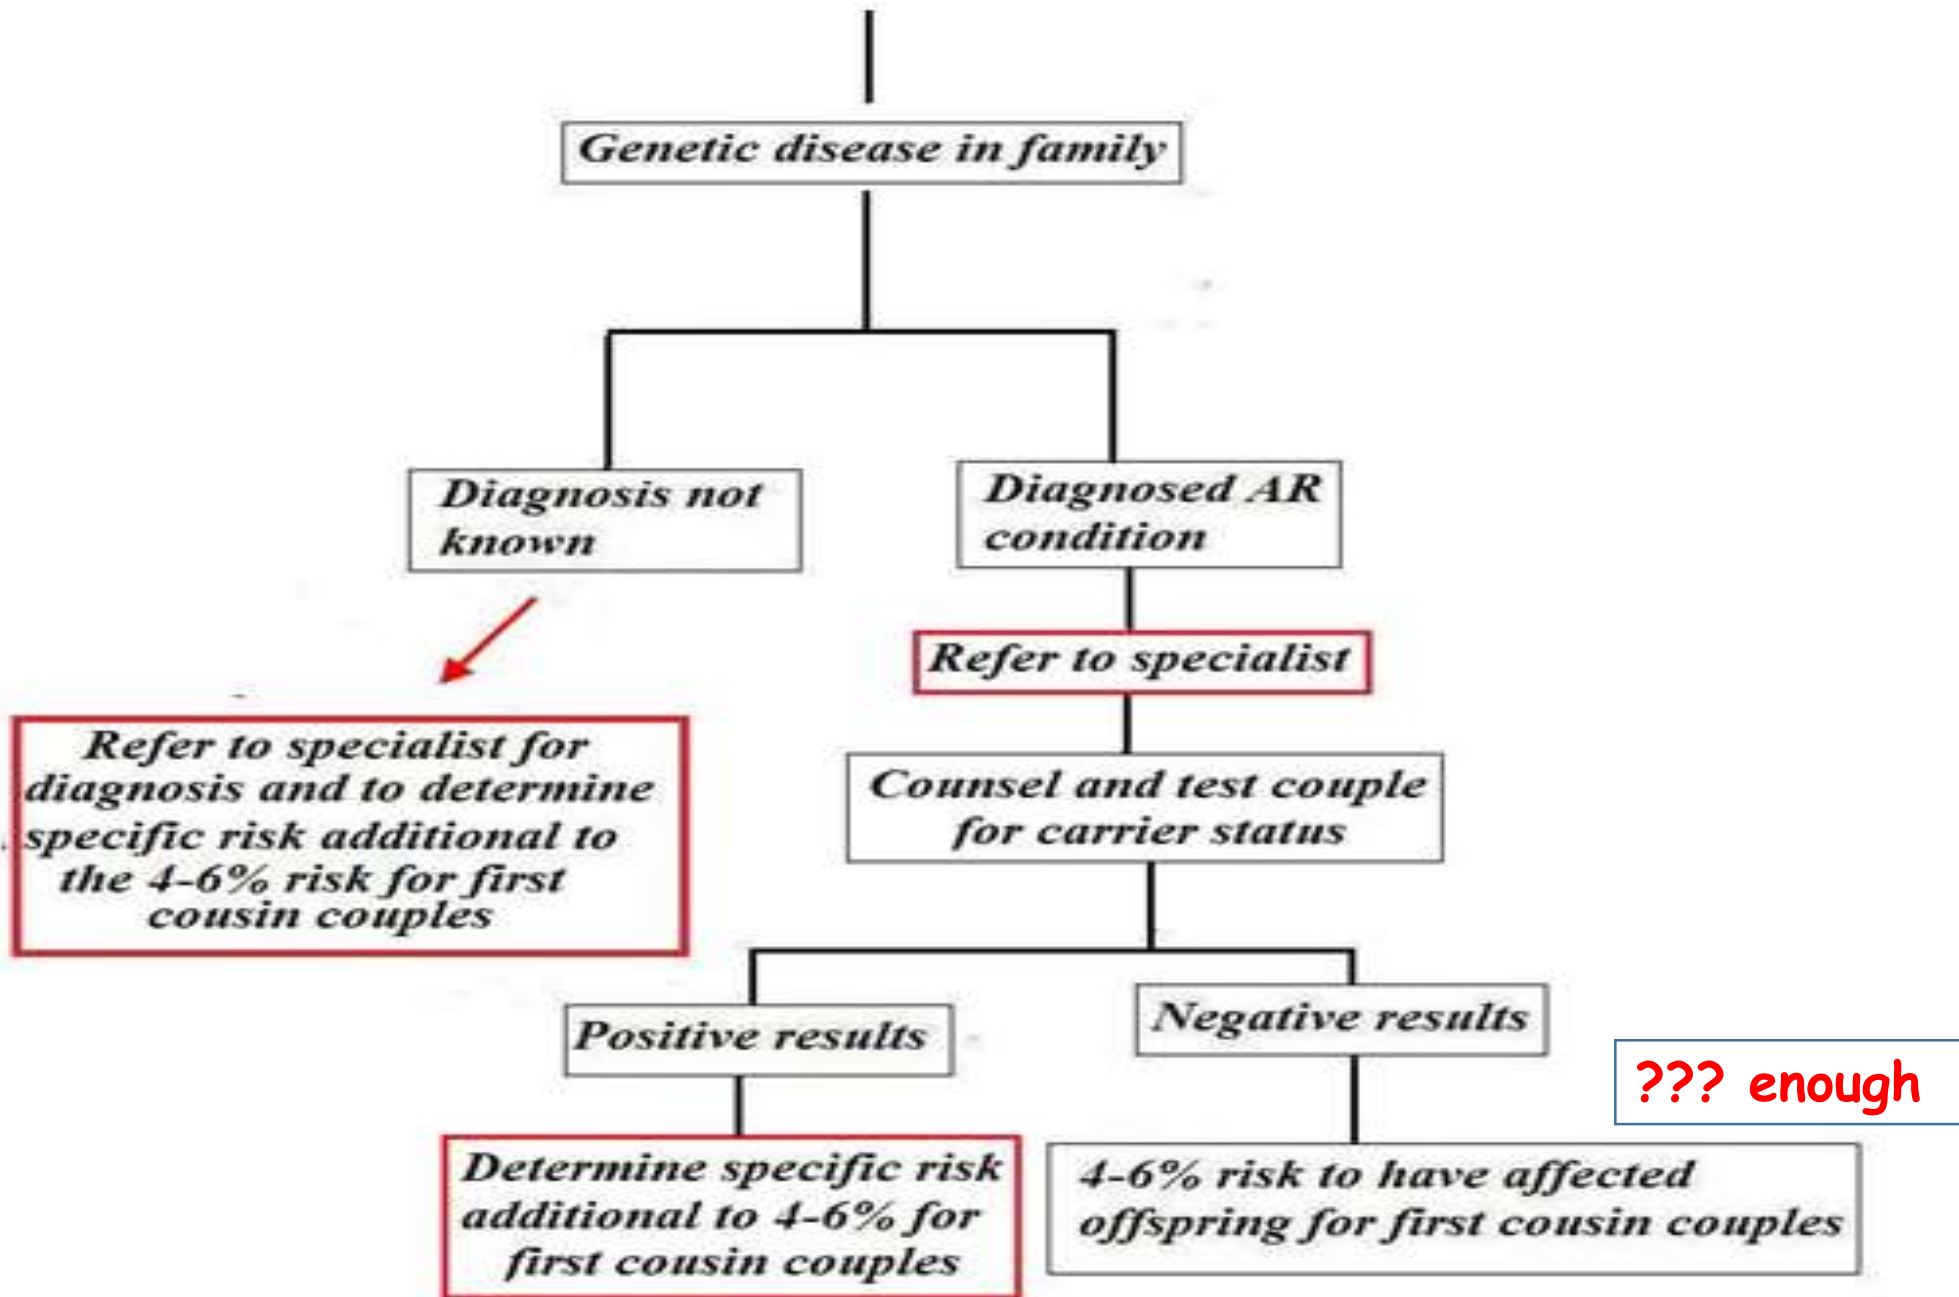 Genetic disease in family
Diagnosis not
known
Diagnosed AR
condition
Refer to specialist
Refer to specialist for
diagnosis and to determine
specific risk additional to
the 4-6% risk for first
cousin couples
Counsel and test couple
for carrier status
Positive results
Negative results
??? enough
Determine specific risk
additional to 4-6% for
first cousin couples
4-6% risk to have affected
offspring for first cousin couples